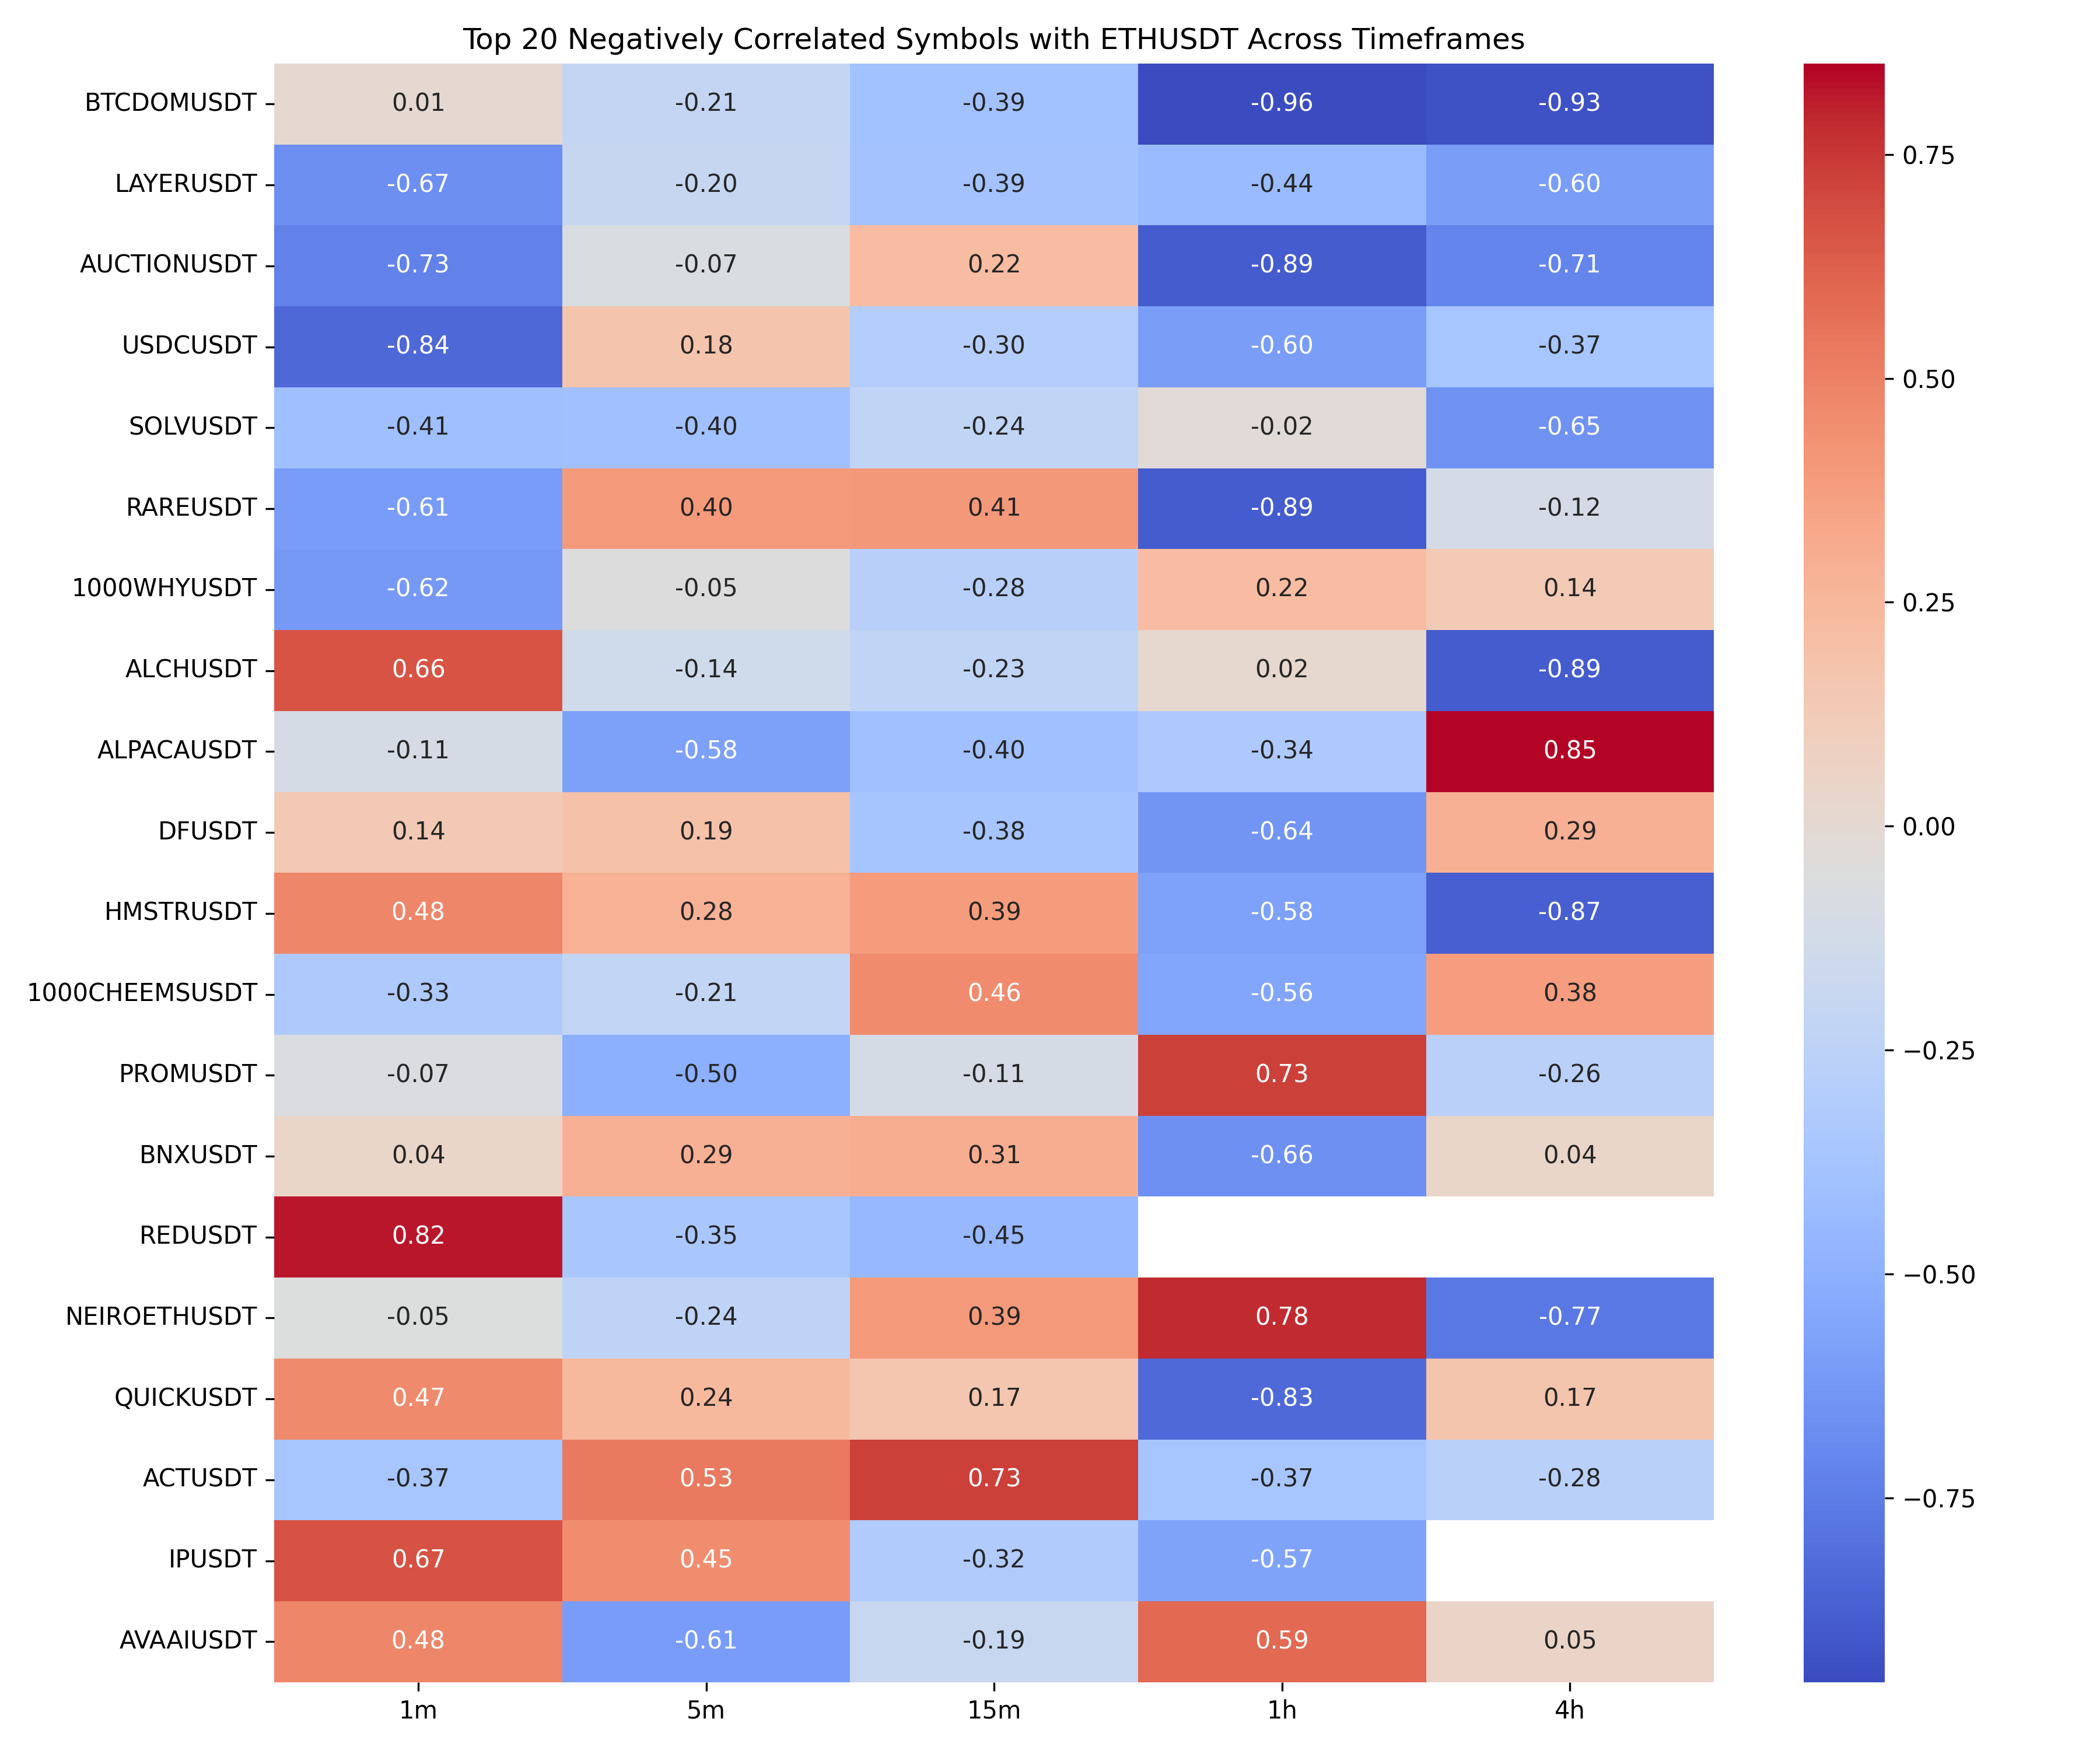 Top 20 Negatively Correlated Symbols with ETHUSDT Across Timeframes
BTCDOMUSDT 0.01 -0.21 -0.39 -0.96 -0.93
LAYERUSDT -0.67 -0.20 -0.39 -0.44 -0.60
AUCTIONUSDT -0.73 -0.07 0.22 -0.89 -0.71
USDCUSDT -0.84 0.18 -0.30 -0.60 -0.37
SOLVUSDT -0.41 -0.40 -0.24 -0.02 -0.65
RAREUSDT -0.61 0.40 0.41 -0.89 -0.12
1000WHYUSDT -0.62 -0.05 -0.28 0.22 0.14
ALCHUSDT 0.66 -0.14 -0.23 0.02 -0.89
ALPACAUSDT -0.11 -0.58 -0.40 -0.34 0.85
DFUSDT 0.14 0.19 -0.38 -0.64 0.29
HMSTRUSDT 0.48 0.28 0.39 -0.58 -0.87
1000CHEEMSUSDT -0.33 -0.21 0.46 -0.56 0.38
PROMUSDT -0.07 -0.50 -0.11 0.73 -0.26
BNXUSDT 0.04 0.29 0.31 -0.66 0.04
REDUSDT 0.82 -0.35 -0.45
NEIROETHUSDT -0.05 -0.24 0.39 0.78 -0.77
QUICKUSDT 0.47 0.24 0.17 -0.83 0.17
ACTUSDT -0.37 0.53 0.73 -0.37 -0.28
IPUSDT 0.67 0.45 -0.32 -0.57
AVAAIUSDT 0.48 -0.61 -0.19 0.59 0.05
1m 5m 15m 1h 4h
0.75
0.50
0.25
0.00
−0.25
−0.50
−0.75